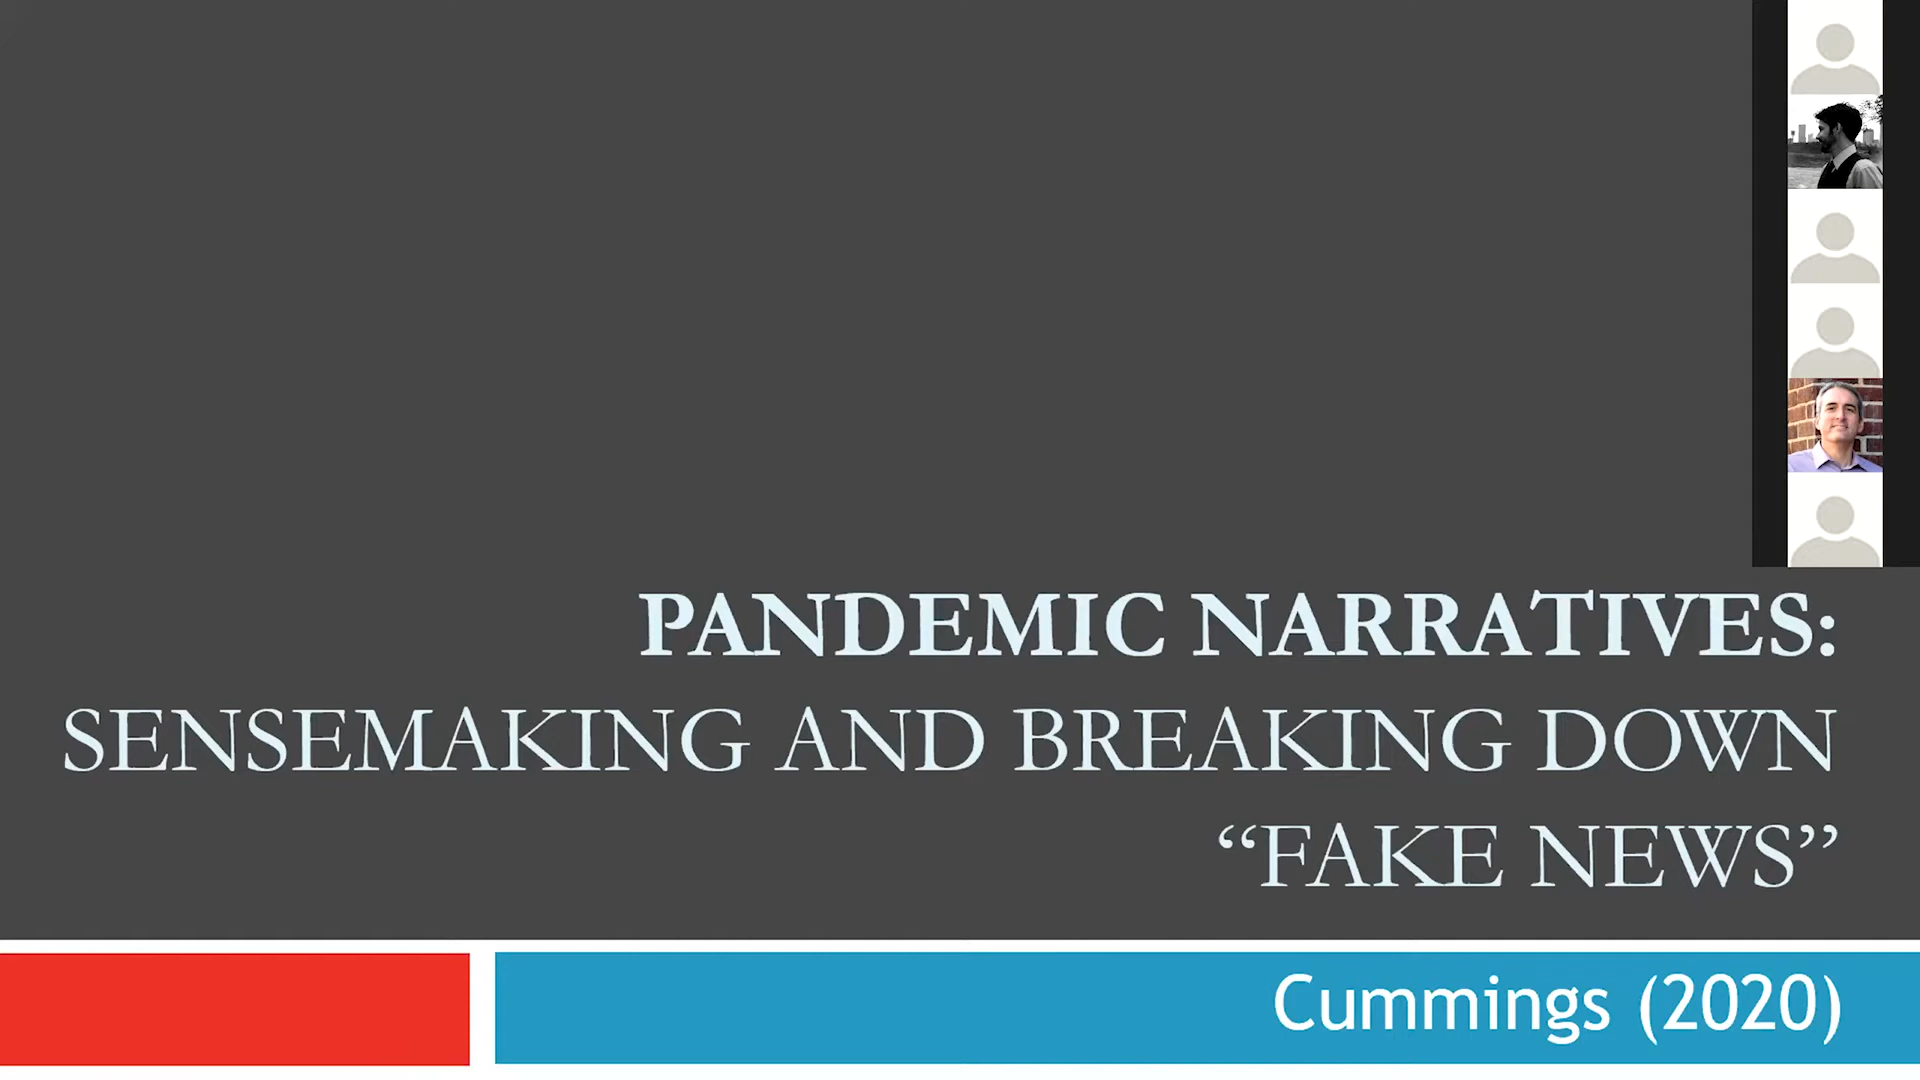 PANDEMIC NARRATIVES:
SENSEMAKING AND BREAKING DOWN
“FAKE NEWS”
Cummings (2020)